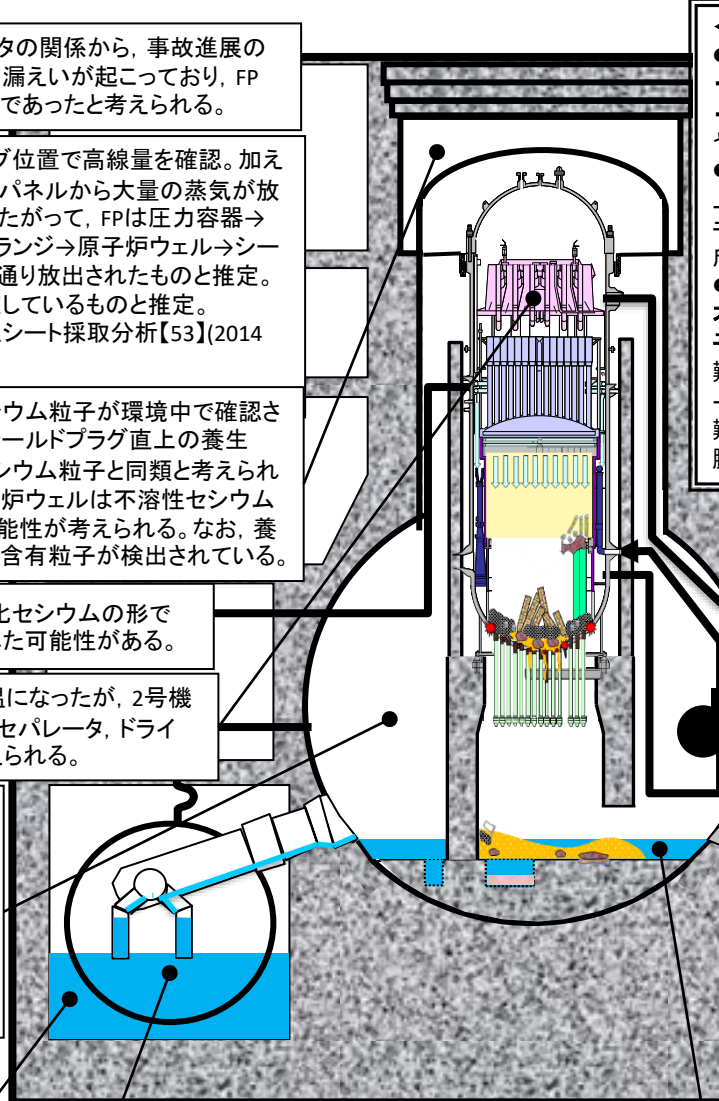 タの関係から，事故進展の
漏えいが起こっており，FP
であったと考えられる。
グ位置で高線量を確認。加え
パネルから大量の蒸気が放
たがって，FPは圧力容器→
ランジ→原子炉ウェル→シー
通り放出されたものと推定。
しているものと推定。
シート採取分析【53】(2014
ウム粒子が環境中で確認さ
ールドプラグ直上の養生
シウム粒子と同類と考えられ
炉ウェルは不溶性セシウム
能性が考えられる。なお，養
含有粒子が検出されている。
化セシウムの形で
た可能性がある。
温になったが，2号機
セパレータ，ドライ
られる。